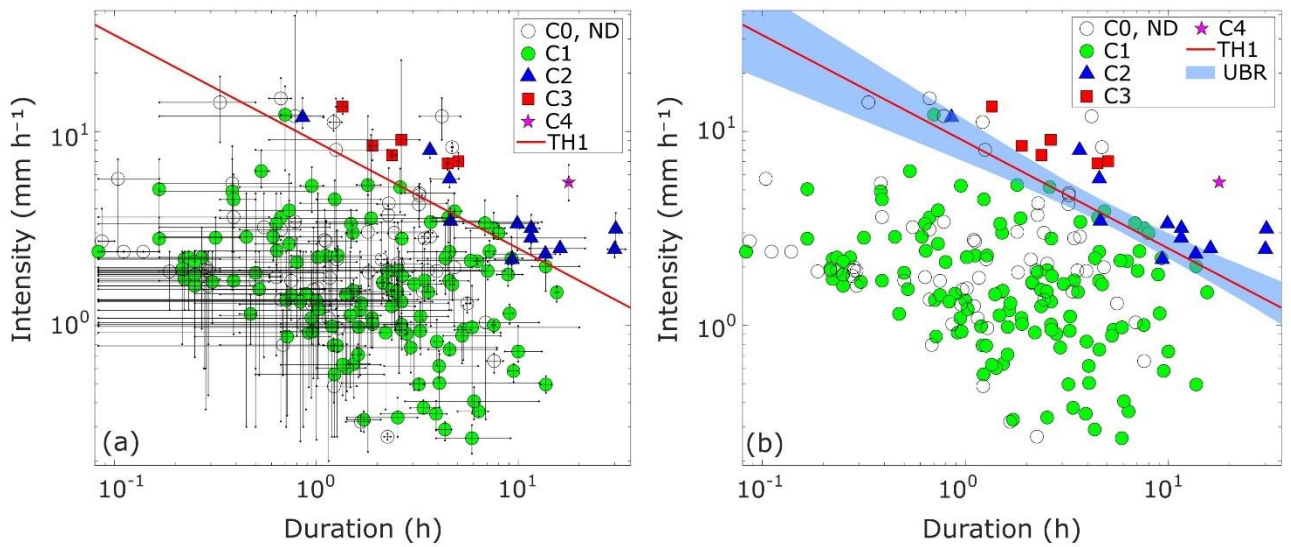 C0, ND
C1
C2
C3
C4
TH1
10¹
10⁰
Intensity (mm h⁻¹)
(a)
10⁻¹
10⁰
10¹
Duration (h)
C0, ND
C4
C1
TH1
C2
UBR
C3
10¹
10⁰
Intensity (mm h⁻¹)
(b)
10⁻¹
10⁰
10¹
Duration (h)